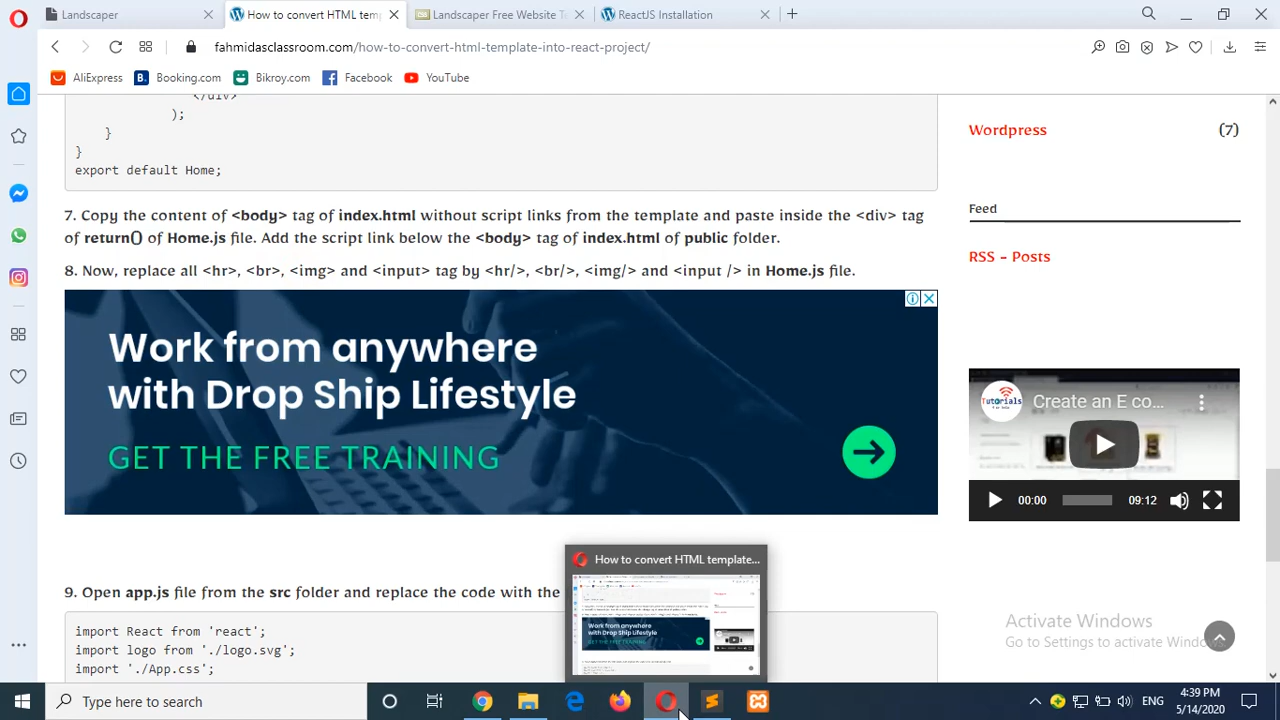 Landscaper
How to convert HTML tem
Landscaper Free Website Te
ReactJS Installation
fahmidasclassroom.com/how-to-convert-html-template-into-react-project/
AliExpress
Booking.com
Bikroy.com
Facebook
YouTube
</div>
);
}
}
export default Home;
7. Copy the content of <body> tag of index.html without script links from the template and paste inside the <div> tag
of return() of Home.js file. Add the script link below the <body> tag of index.html of public folder.
8. Now, replace all <hr>, <br>, <img> and <input> tag by <hr/>, <br/>, <img/> and <input /> in Home.js file.
Work from anywhere
with Drop Ship Lifestyle
GET THE FREE TRAINING
9. Open app.js file from the src folder and replace the code with the
import React from 'react';
import logo from './logo.svg';
import './App.css';
Wordpress (7)
Feed
RSS - Posts
Tutorials
Create an E co...
00:00
09:12
How to convert HTML template...
Activate Windows
Go to Settings to activate Windows.
Type here to search
ENG
4:39 PM
5/14/2020